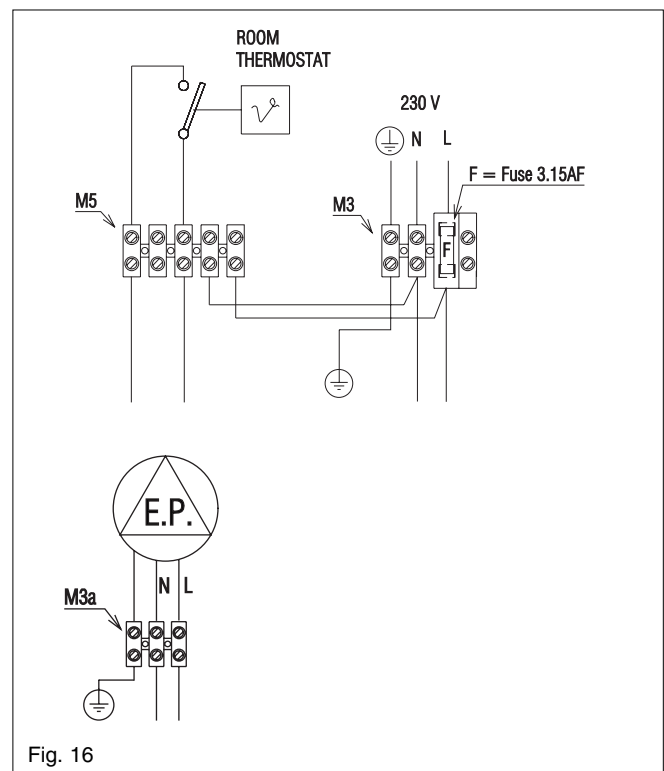 ROOM
THERMOSTAT
230 V
N L
F = Fuse 3.15AF
M5
M3
F
E.P.
N L
M3a
Fig. 16